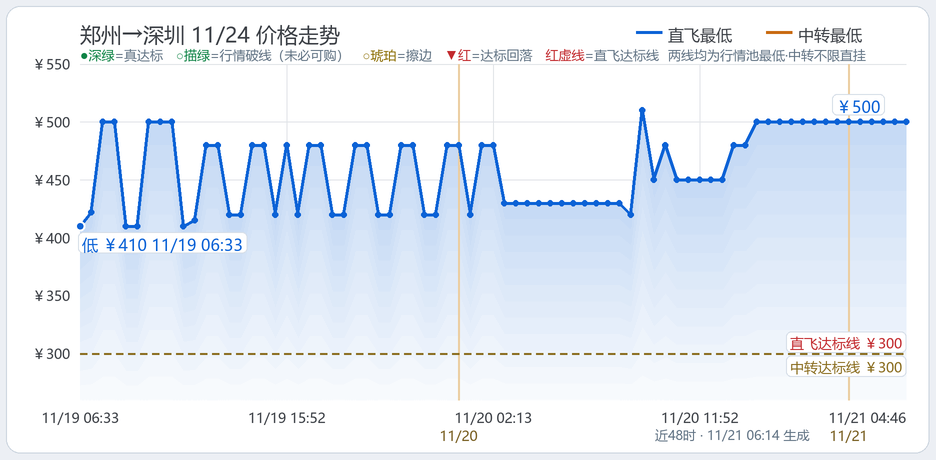 郑州→深圳 11/24 价格走势
直飞最低
中转最低
●深绿=真达标 ○描绿=行情破线（未必可购） ○琥珀=擦边 ▼红=达标回落 红虚线=直飞达标线 两线均为行情池最低·中转不限直挂
¥550
¥500
¥450
¥400
¥350
¥300
¥500
低 ¥410 11/19 06:33
直飞达标线 ¥300
中转达标线 ¥300
11/19 06:33
11/19 15:52
11/20 02:13
11/20 11:52
11/21 04:46
11/20
近48时 · 11/21 06:14 生成
11/21